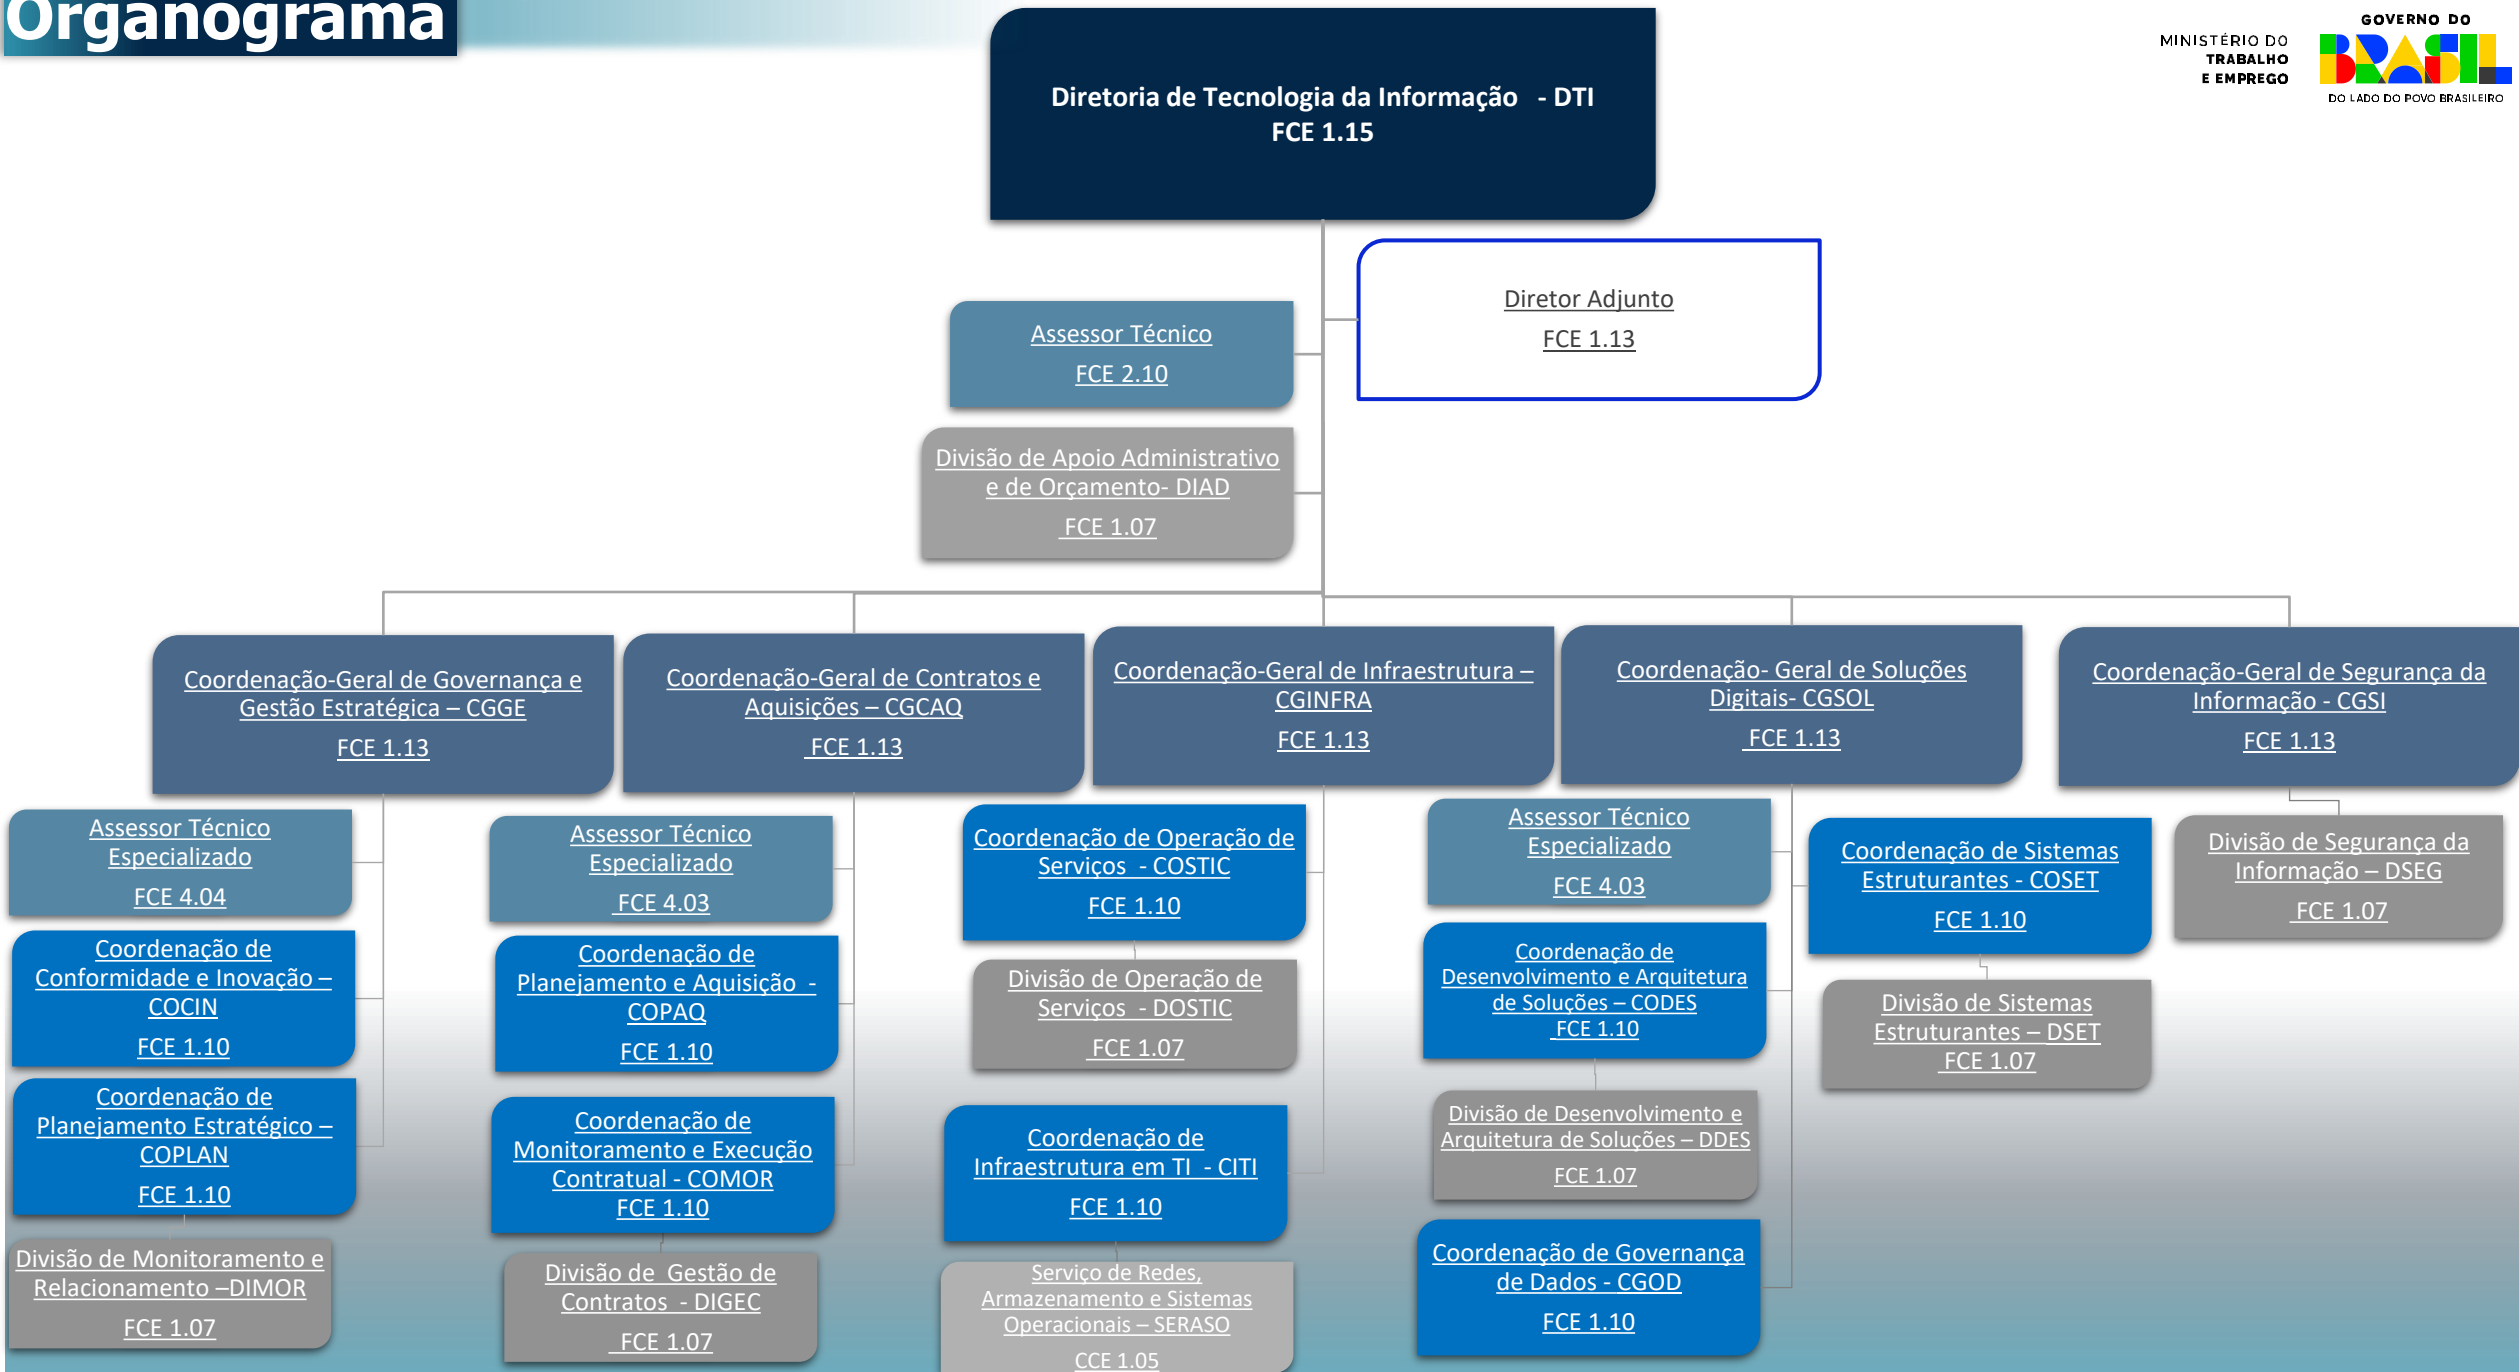 Organograma
GOVERNO DO
MINISTÉRIO DO
TRABALHO
E EMPREGO
BRASIL
DO LADO DO POVO BRASILEIRO
Diretoria de Tecnologia da Informação - DTI
FCE 1.15
Diretor Adjunto
FCE 1.13
Assessor Técnico
FCE 2.10
Divisão de Apoio Administrativo
e de Orçamento- DIAD
FCE 1.07
Coordenação-Geral de Governança e
Gestão Estratégica – CGGE
FCE 1.13
Coordenação-Geral de Contratos e
Aquisições – CGCAQ
FCE 1.13
Coordenação-Geral de Infraestrutura –
CGINFRA
FCE 1.13
Coordenação- Geral de Soluções
Digitais- CGSOL
FCE 1.13
Coordenação-Geral de Segurança da
Informação - CGSI
FCE 1.13
Assessor Técnico
Especializado
FCE 4.04
Coordenação de
Conformidade e Inovação –
COCIN
FCE 1.10
Coordenação de
Planejamento Estratégico –
COPLAN
FCE 1.10
Divisão de Monitoramento e
Relacionamento –DIMOR
FCE 1.07
Assessor Técnico
Especializado
FCE 4.03
Coordenação de
Planejamento e Aquisição -
COPAQ
FCE 1.10
Coordenação de
Monitoramento e Execução
Contratual - COMOR
FCE 1.10
Divisão de Gestão de
Contratos - DIGEC
FCE 1.07
Coordenação de Operação de
Serviços - COSTIC
FCE 1.10
Divisão de Operação de
Serviços - DOSTIC
FCE 1.07
Coordenação de
Infraestrutura em TI - CITI
FCE 1.10
Serviço de Redes,
Armazenamento e Sistemas
Operacionais – SERASO
CCE 1.05
Assessor Técnico
Especializado
FCE 4.03
Coordenação de
Desenvolvimento e Arquitetura
de Soluções – CODES
FCE 1.10
Divisão de Desenvolvimento e
Arquitetura de Soluções – DDES
FCE 1.07
Coordenação de Governança
de Dados - CGOD
FCE 1.10
Coordenação de Sistemas
Estruturantes - COSET
FCE 1.10
Divisão de Sistemas
Estruturantes – DSET
FCE 1.07
Divisão de Segurança da
Informação – DSEG
FCE 1.07